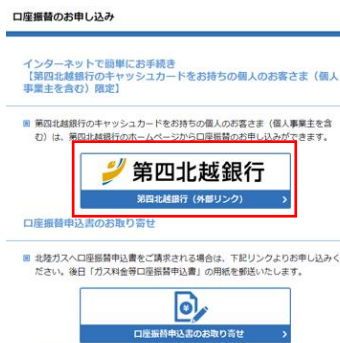 口座振替のお申し込み
インターネットで簡単にお手続き
【第四北越銀行のキャッシュカードをお持ちの個人のお客さま（個人
事業主を含む）限定】
第四北越銀行のキャッシュカードをお持ちの個人のお客さま（個人事業主を含
む）は、第四北越銀行のホームページから口座振替のお申し込みができます。
第四北越銀行
第四北越銀行（外部リンク）
口座振替申込書のお取り寄せ
北陸ガスへ口座振替申込書をご請求される場合は、下記リンクよりお申し込みく
ださい。後日「ガス料金等口座振替申込書」の用紙を郵送いたします。
口座振替申込書のお取り寄せ